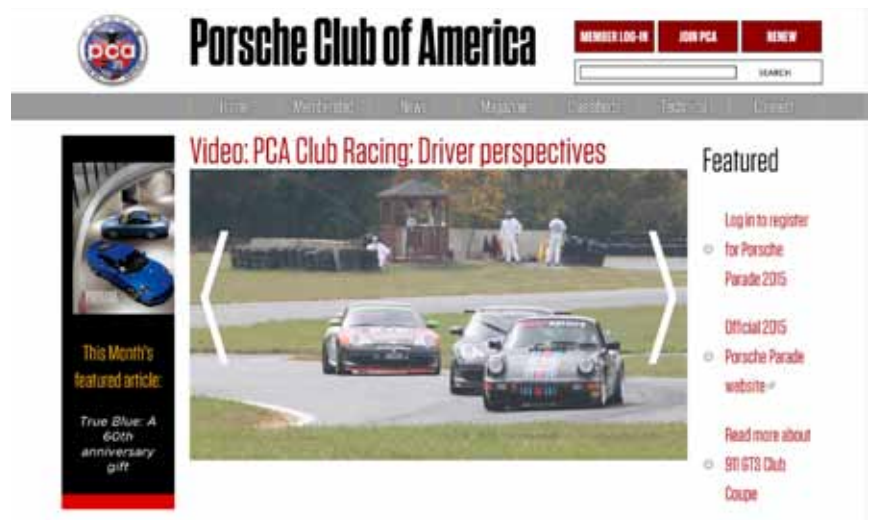 pca
Porsche Club of America
MEMBER LOG-IN
JOIN PCA
RENEW
SEARCH
Home
Membership
News
Magazine
Classifieds
Technical
Connect
This Month's
featured article:
True Blue: A
60th
anniversary
gift
Video: PCA Club Racing: Driver perspectives
Featured
Log in to register
for Porsche
Parade 2015
Official 2015
Porsche Parade
website
Read more about
911 GTS Club
Coupe